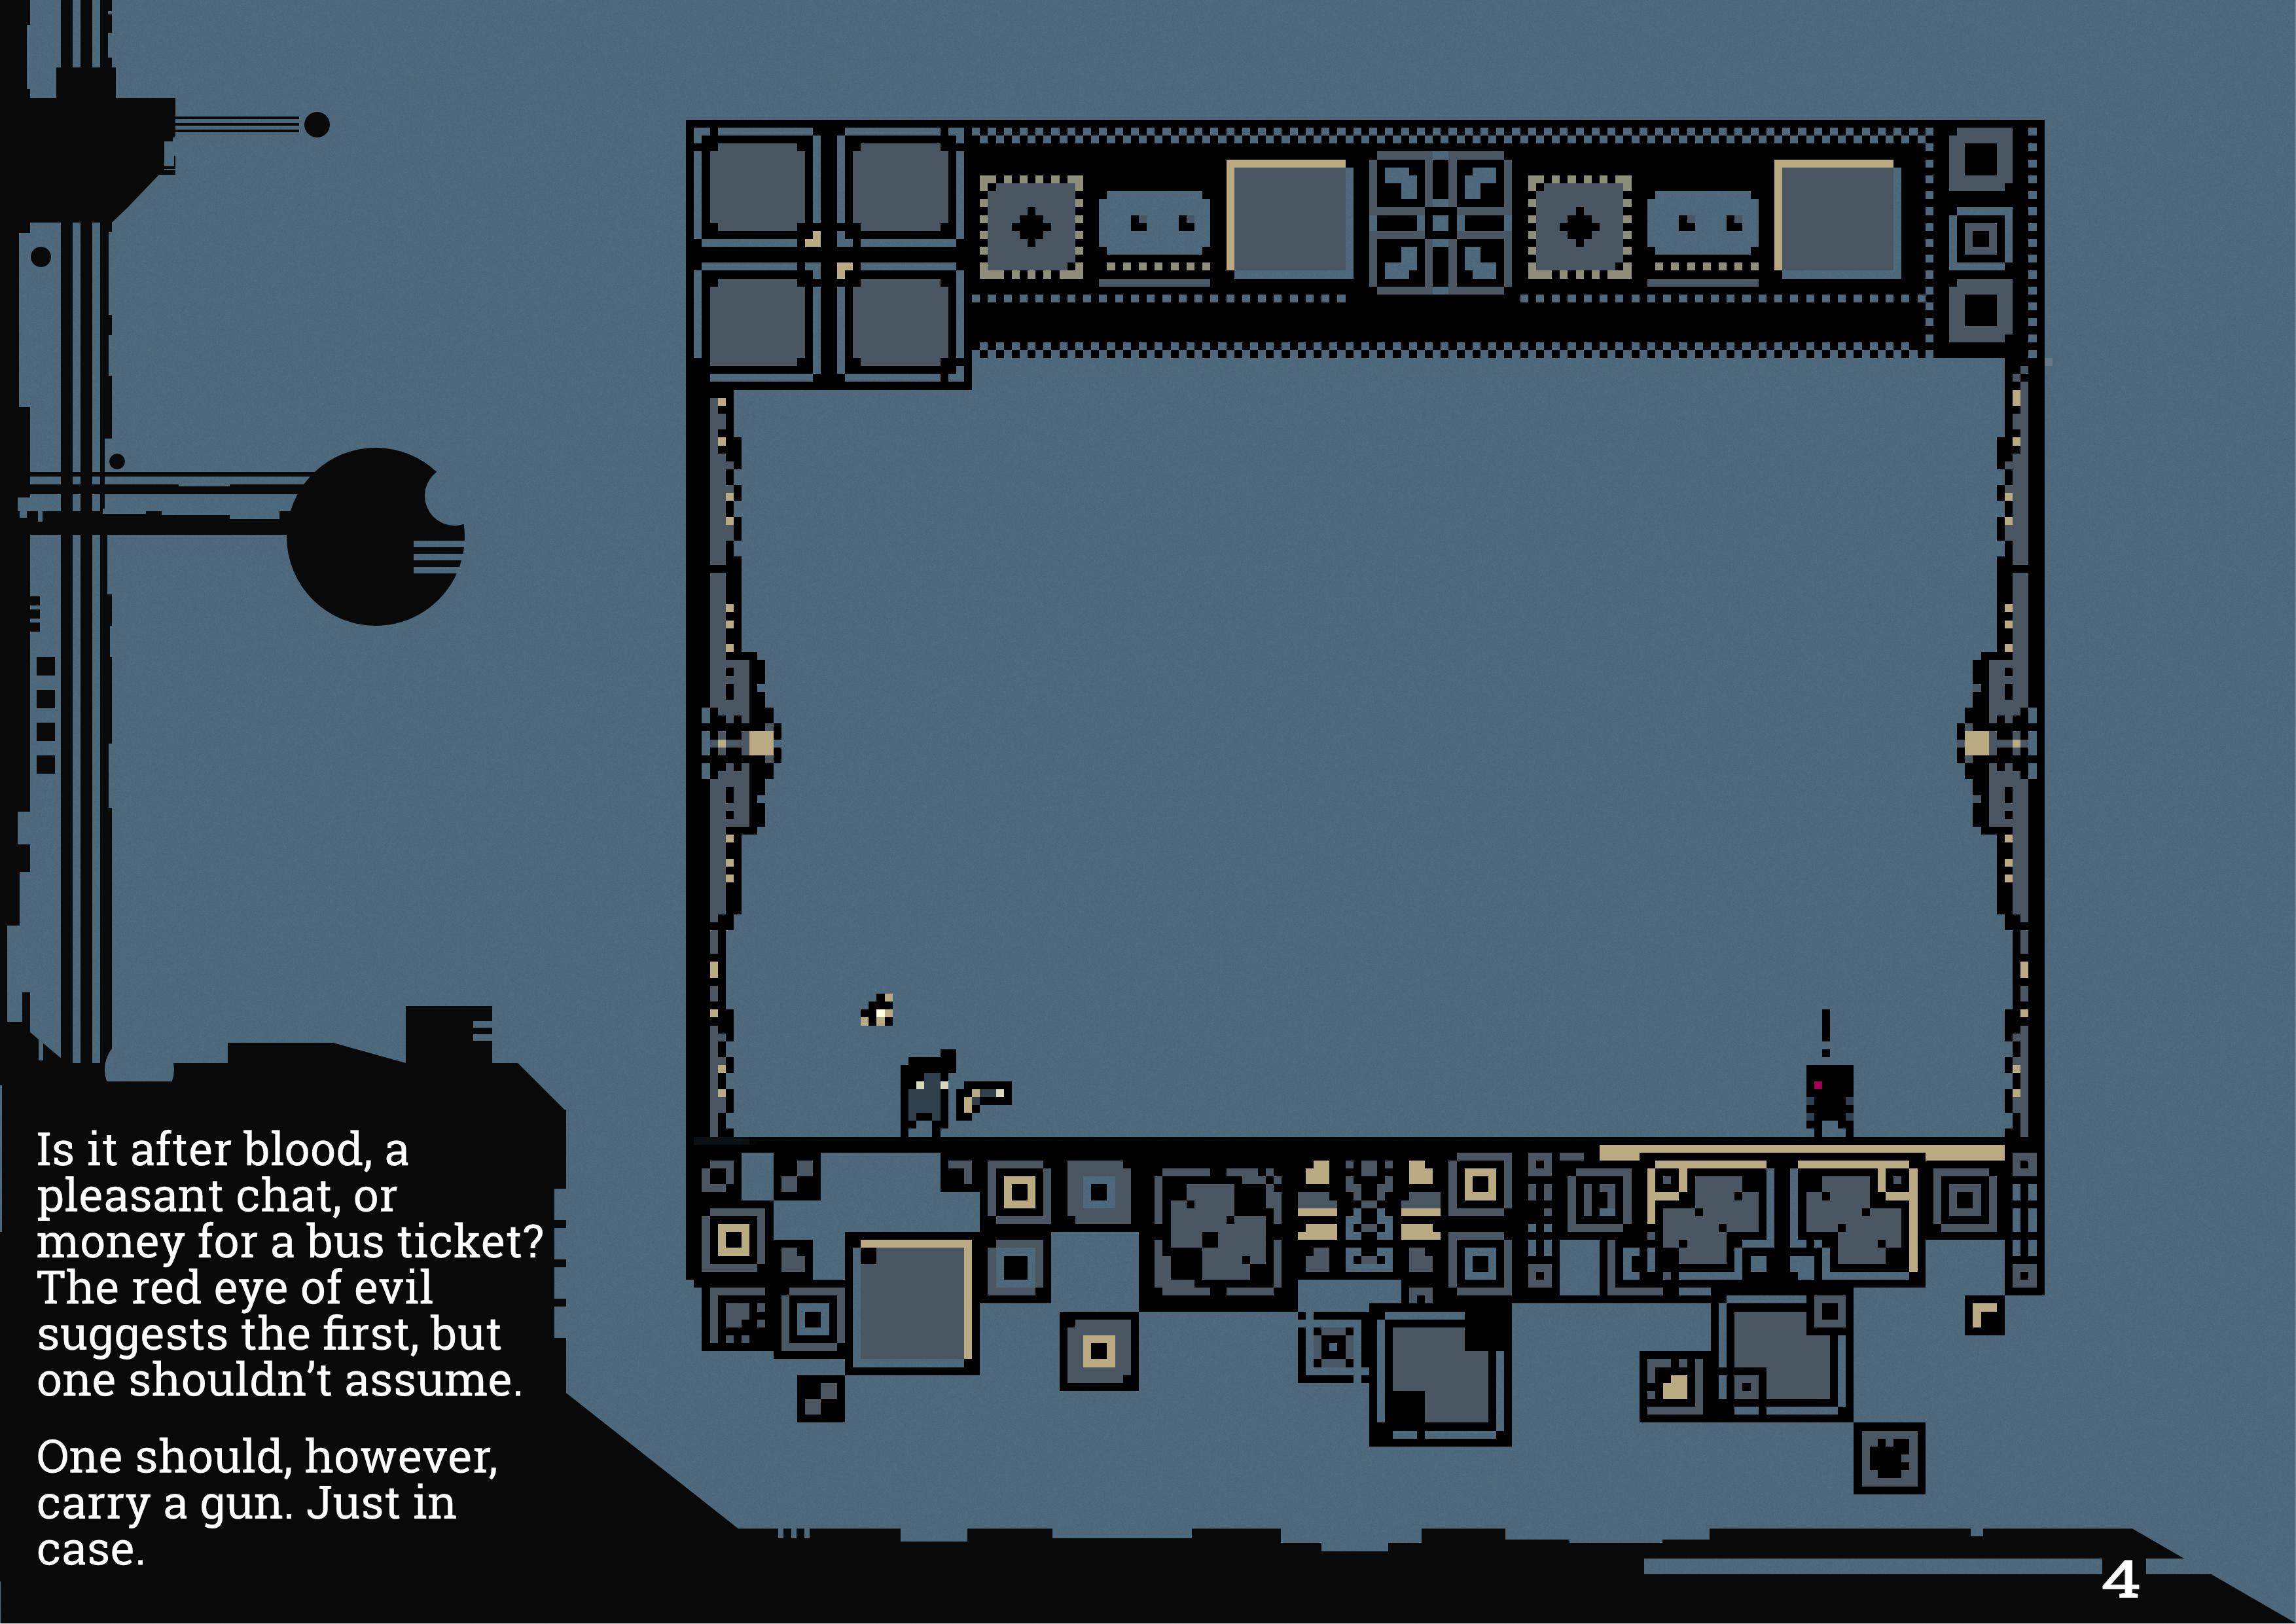 Is it after blood, a
pleasant chat, or
money for a bus ticket?
The red eye of evil
suggests the first, but
one shouldn’t assume.
One should, however,
carry a gun. Just in
case.
4